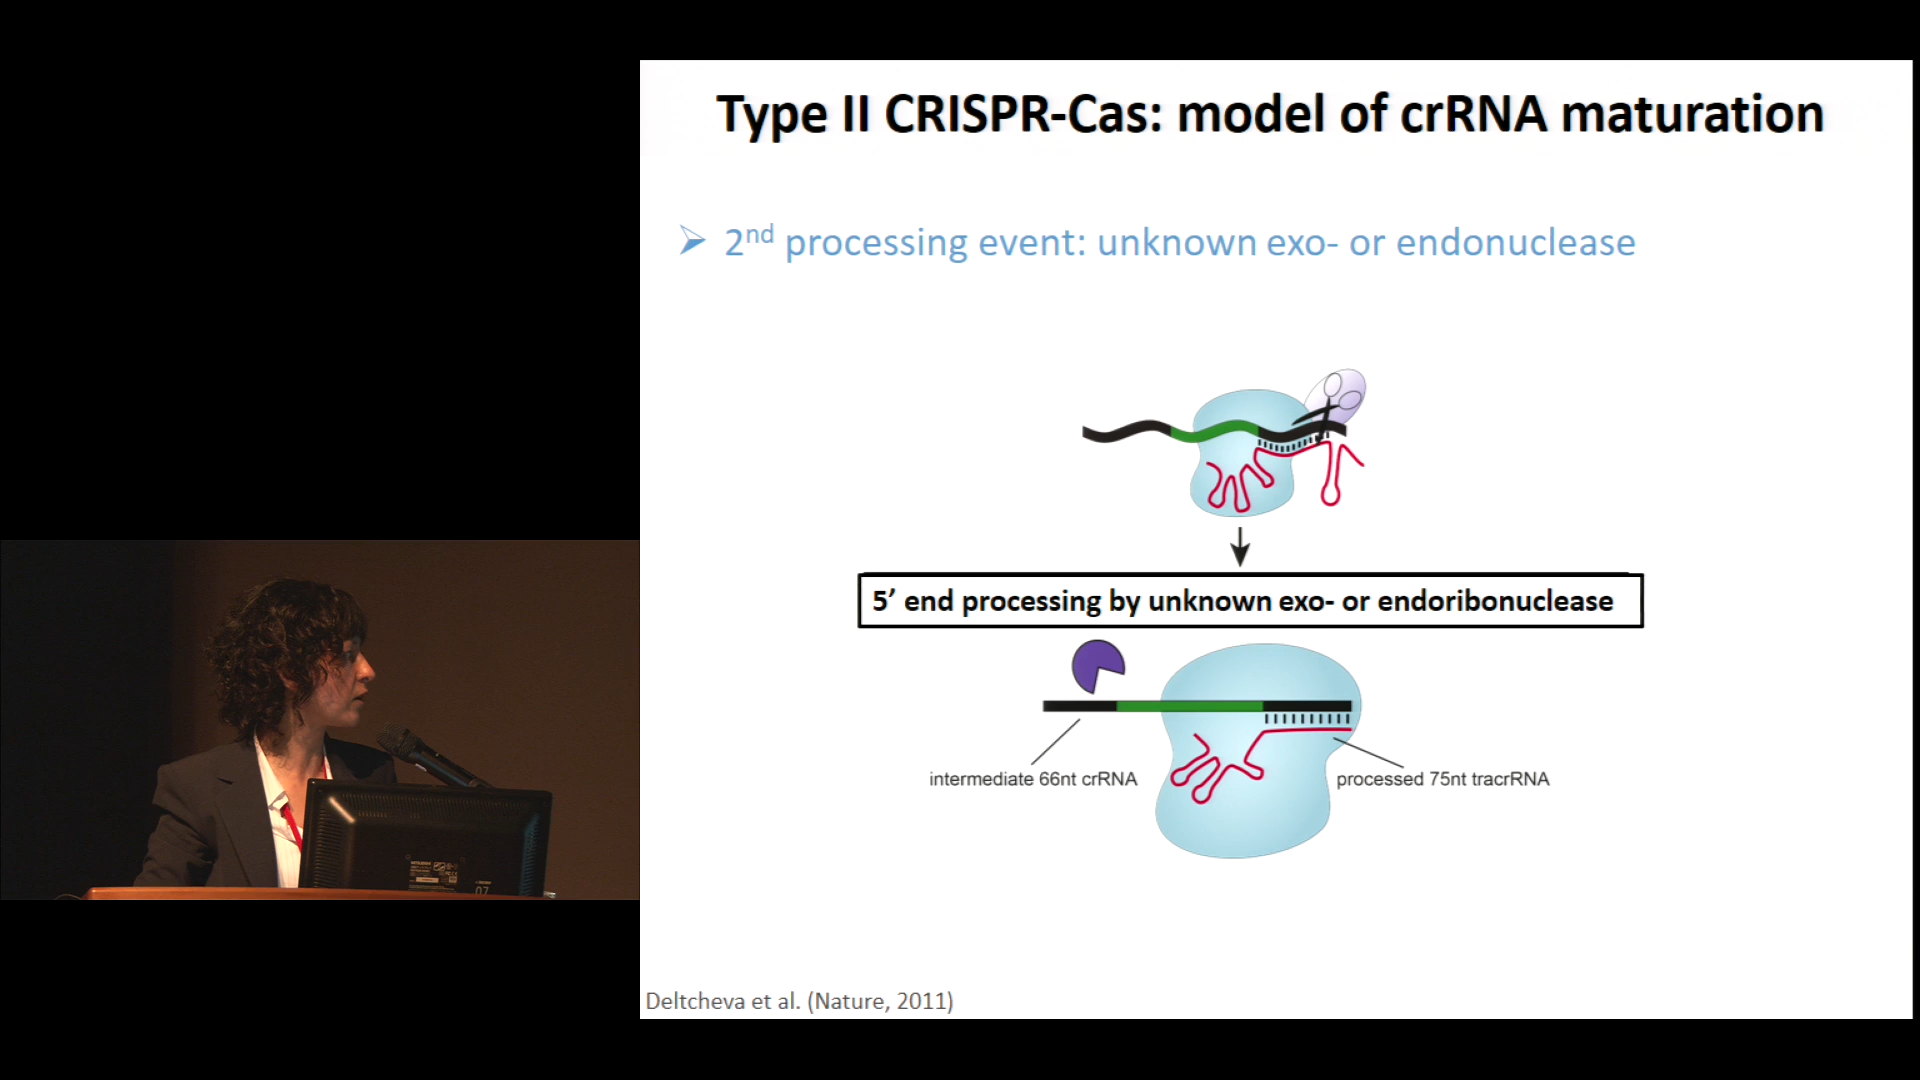 Type II CRISPR-Cas: model of crRNA maturation
2nd processing event: unknown exo- or endonuclease
5’ end processing by unknown exo- or endoribonuclease
intermediate 66nt crRNA
processed 75nt tracrRNA
07
Deltcheva et al. (Nature, 2011)